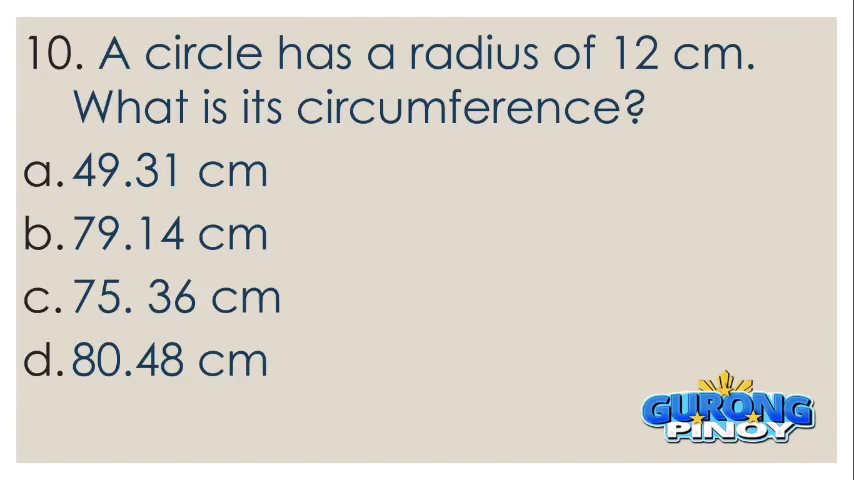 10. A circle has a radius of 12 cm.
What is its circumference?
a. 49.31 cm
b. 79.14 cm
c. 75. 36 cm
d. 80.48 cm
GURONG
PINOY